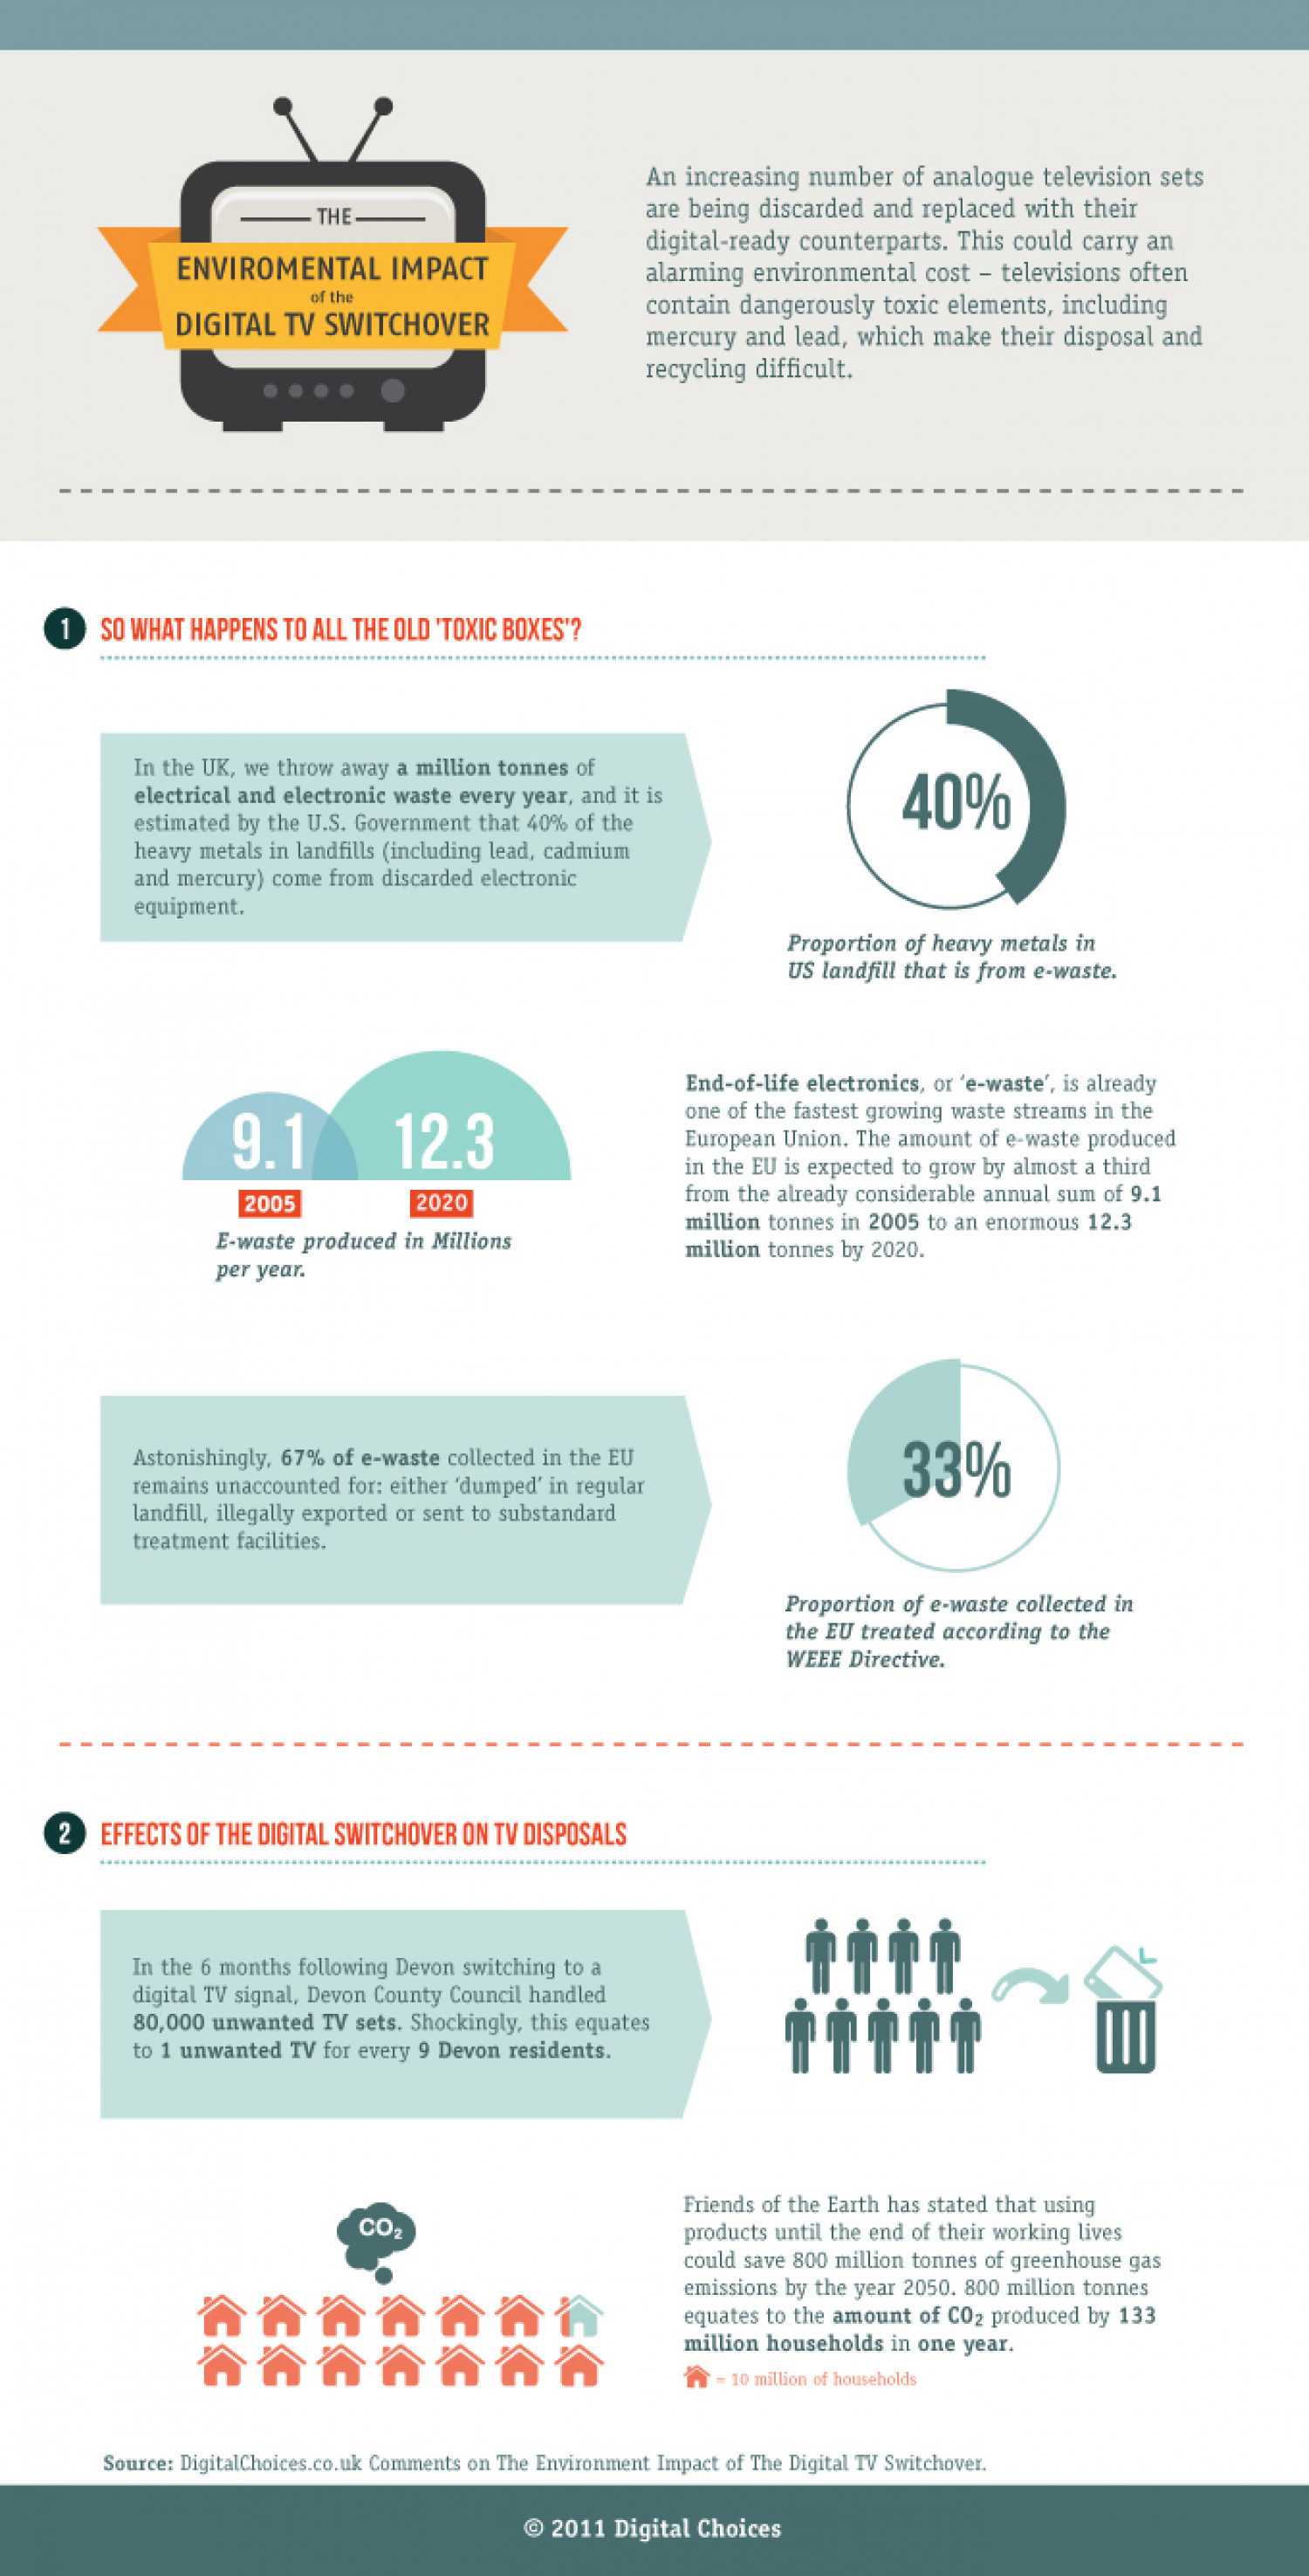 THE
ENVIROMENTAL IMPACT
of the
DIGITAL TV SWITCHOVER
An increasing number of analogue television sets
are being discarded and replaced with their
digital-ready counterparts. This could carry an
alarming environmental cost – televisions often
contain dangerously toxic elements, including
mercury and lead, which make their disposal and
recycling difficult.
1 SO WHAT HAPPENS TO ALL THE OLD 'TOXIC BOXES'?
In the UK, we throw away a million tonnes of
electrical and electronic waste every year, and it is
estimated by the U.S. Government that 40% of the
heavy metals in landfills (including lead, cadmium
and mercury) come from discarded electronic
equipment.
40%
Proportion of heavy metals in
US landfill that is from e-waste.
9.1 12.3
2005 2020
E-waste produced in Millions
per year.
End-of-life electronics, or ‘e-waste’, is already
one of the fastest growing waste streams in the
European Union. The amount of e-waste produced
in the EU is expected to grow by almost a third
from the already considerable annual sum of 9.1
million tonnes in 2005 to an enormous 12.3
million tonnes by 2020.
Astonishingly, 67% of e-waste collected in the EU
remains unaccounted for: either ‘dumped’ in regular
landfill, illegally exported or sent to substandard
treatment facilities.
33%
Proportion of e-waste collected in
the EU treated according to the
WEEE Directive.
2 EFFECTS OF THE DIGITAL SWITCHOVER ON TV DISPOSALS
In the 6 months following Devon switching to a
digital TV signal, Devon County Council handled
80,000 unwanted TV sets. Shockingly, this equates
to 1 unwanted TV for every 9 Devon residents.
CO₂
Friends of the Earth has stated that using
products until the end of their working lives
could save 800 million tonnes of greenhouse gas
emissions by the year 2050. 800 million tonnes
equates to the amount of CO₂ produced by 133
million households in one year.
= 10 million of households
Source: DigitalChoices.co.uk Comments on The Environment Impact of The Digital TV Switchover.
© 2011 Digital Choices